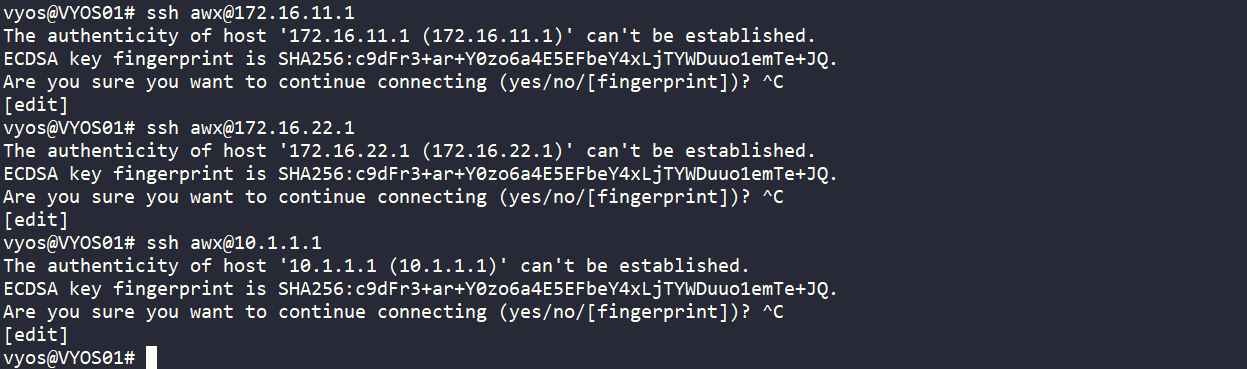 vyos@VYOS01# ssh awx@172.16.11.1
The authenticity of host '172.16.11.1 (172.16.11.1)' can't be established.
ECDSA key fingerprint is SHA256:c9dFr3+ar+Y0zo6a4E5EFbeY4xLjTYWDuuo1emTe+JQ.
Are you sure you want to continue connecting (yes/no/[fingerprint])? ^C
[edit]
vyos@VYOS01# ssh awx@172.16.22.1
The authenticity of host '172.16.22.1 (172.16.22.1)' can't be established.
ECDSA key fingerprint is SHA256:c9dFr3+ar+Y0zo6a4E5EFbeY4xLjTYWDuuo1emTe+JQ.
Are you sure you want to continue connecting (yes/no/[fingerprint])? ^C
[edit]
vyos@VYOS01# ssh awx@10.1.1.1
The authenticity of host '10.1.1.1 (10.1.1.1)' can't be established.
ECDSA key fingerprint is SHA256:c9dFr3+ar+Y0zo6a4E5EFbeY4xLjTYWDuuo1emTe+JQ.
Are you sure you want to continue connecting (yes/no/[fingerprint])? ^C
[edit]
vyos@VYOS01#